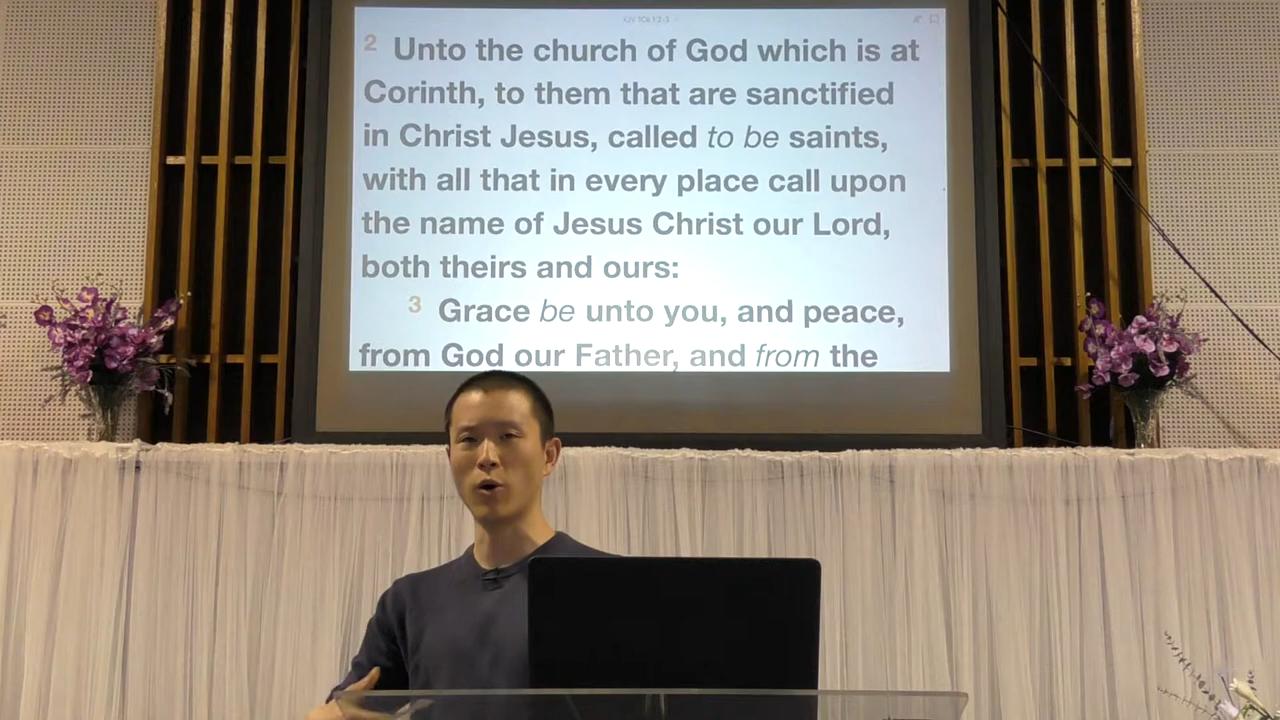 2 Unto the church of God which is at
Corinth, to them that are sanctified
in Christ Jesus, called to be saints,
with all that in every place call upon
the name of Jesus Christ our Lord,
both theirs and ours:
3 Grace be unto you, and peace,
from God our Father, and from the